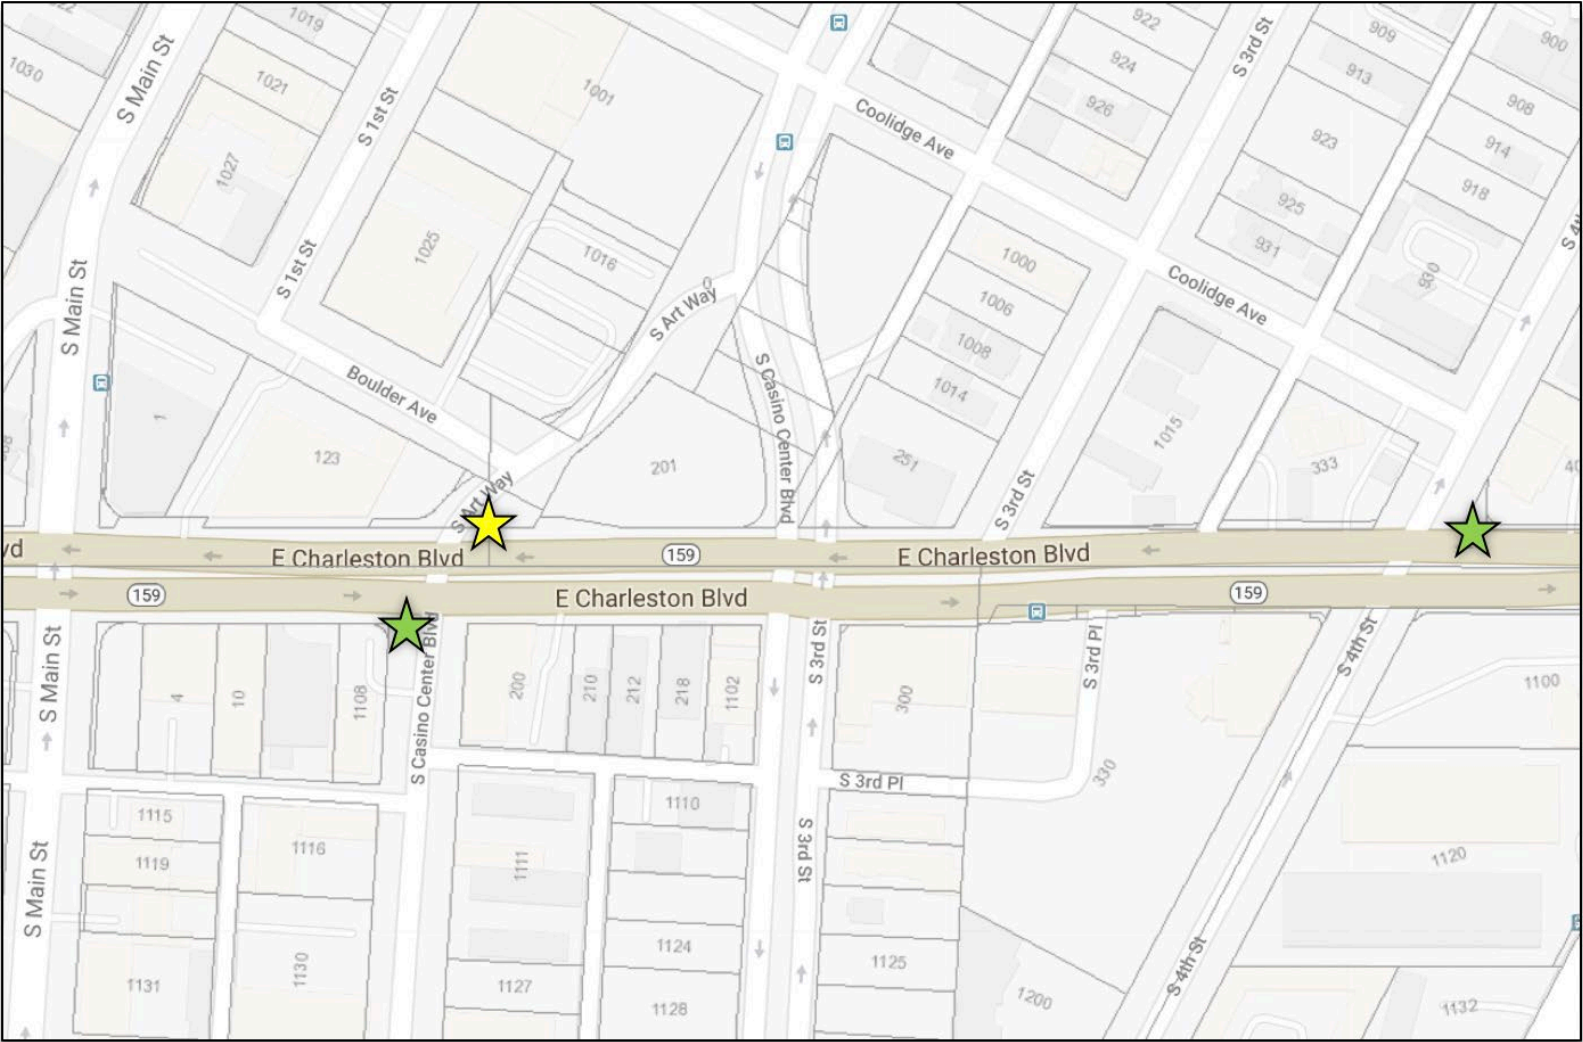 1019
922
909
900
S Main St
1030
1021
S 1st St
1001
924
S 3rd St
913
926
908
Coolidge Ave
923
914
1027
918
925
1025
S 1st St
931
1016
1000
930
Coolidge Ave
S Main St
0
S Art Way
1006
1008
Boulder Ave
S Casino Center Blvd
1014
1
1015
123
201
251
333
S Art Way
S 3rd St
vd
E Charleston Blvd
159
E Charleston Blvd
159
E Charleston Blvd
159
S Main St
S Casino Center Blvd
S 3rd St
S 3rd Pl
S 4th St
4
10
1108
200
210
212
218
1102
300
1100
S 3rd Pl
330
1115
1110
1119
1116
1111
S 3rd St
1120
S Main St
1131
1130
1127
1124
1128
1125
1200
S 4th St
1132